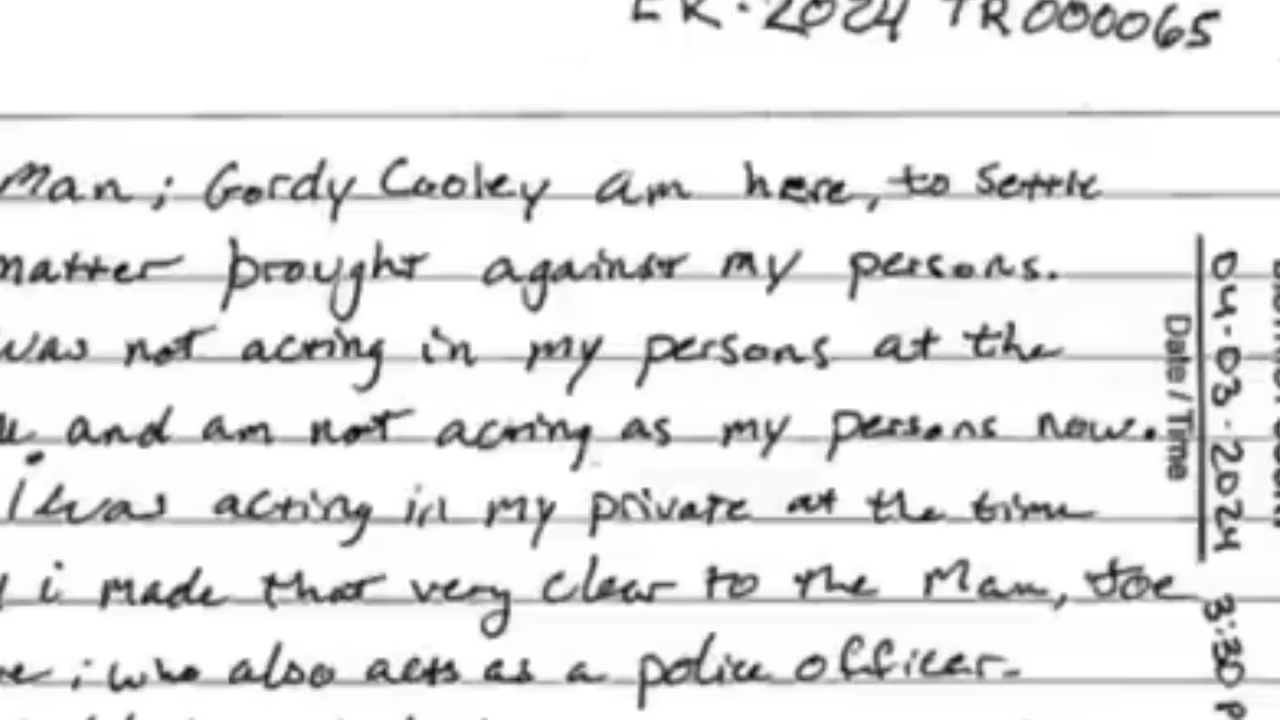 2024 TR000065
Man; Gordy Cooley am here, to settle
matter brought against my persons.
was not acting in my persons at the
and am not acting as my persons now.
i was acting in my private at the time
i made that very clear to the Man, Joe
; who also acts as a police officer.
Date / Time
04-03-2024 3:30 P